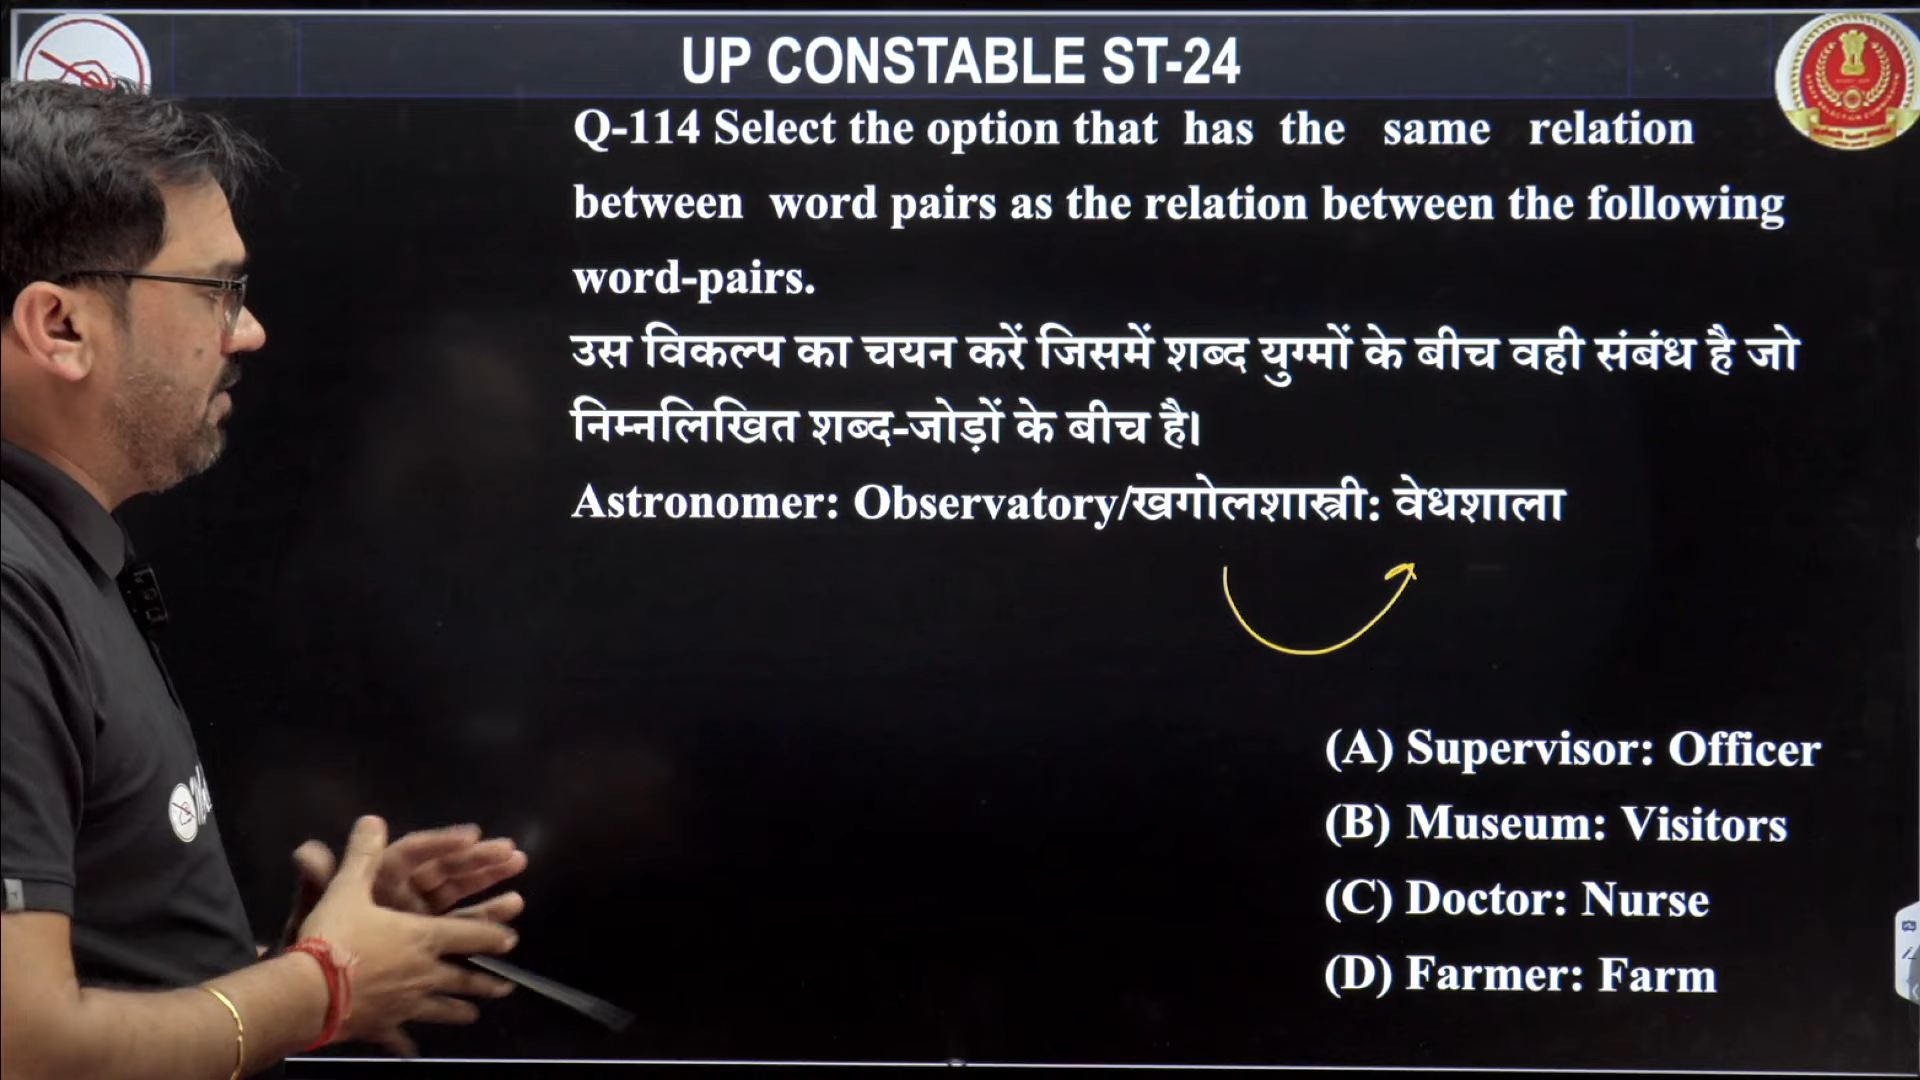 UP CONSTABLE ST-24
Q-114 Select the option that has the same relation
between word pairs as the relation between the following
word-pairs.
उस विकल्प का चयन करें जिसमें शब्द युग्मों के बीच वही संबंध है जो
निम्नलिखित शब्द-जोड़ों के बीच है।
Astronomer: Observatory/खगोलशास्त्री: वेधशाला
(A) Supervisor: Officer
(B) Museum: Visitors
(C) Doctor: Nurse
(D) Farmer: Farm